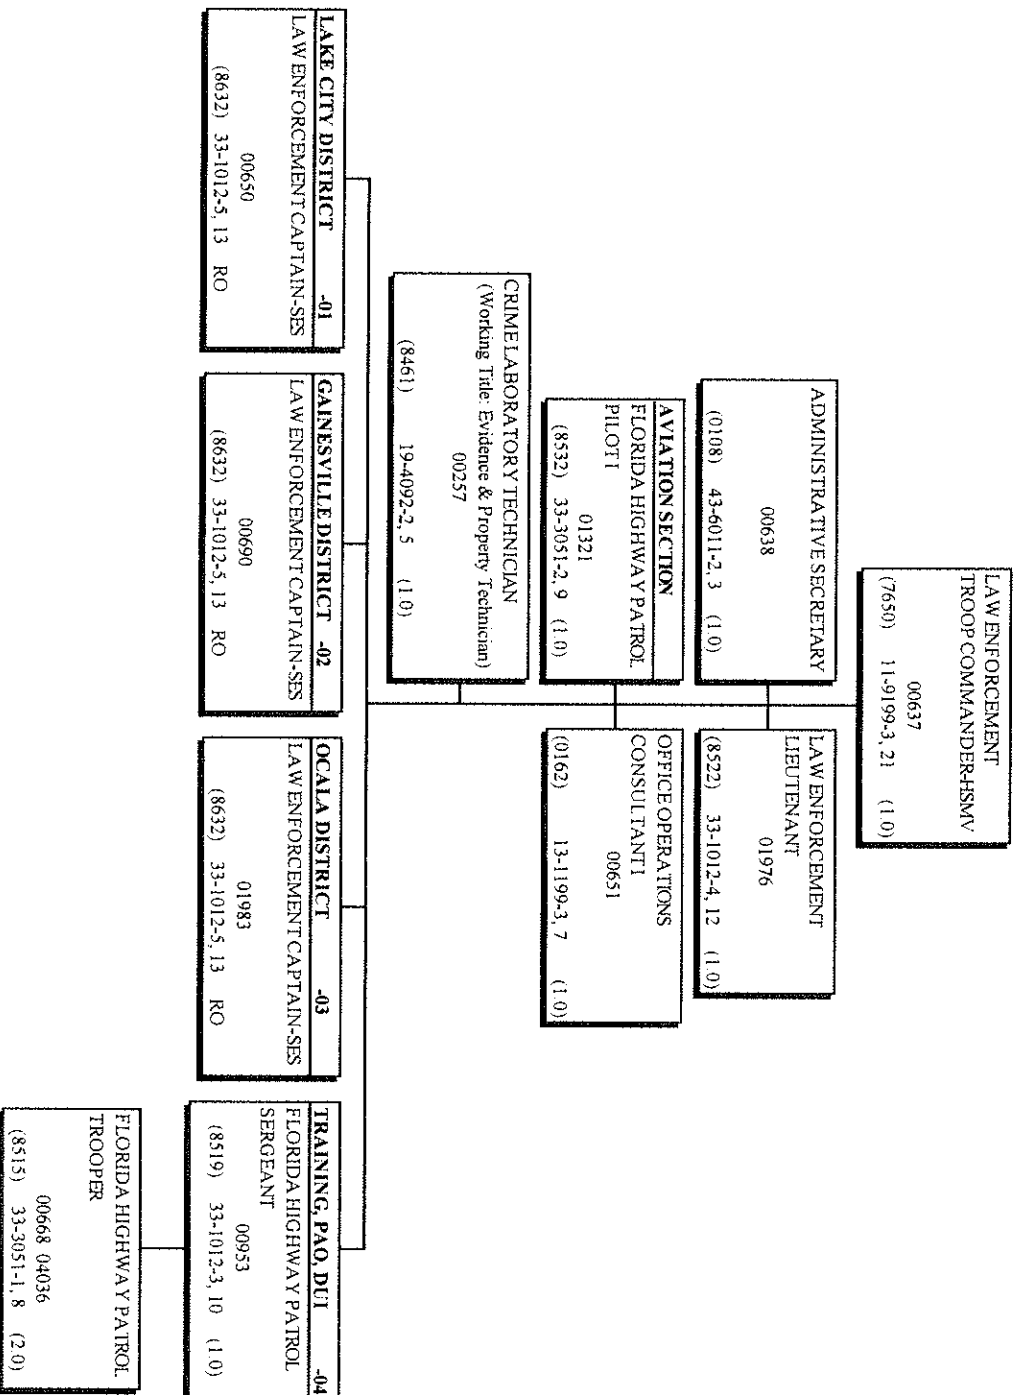 LAW ENFORCEMENT
TROOP COMMANDER-HSMV
00637
(7650) 11-9199-3, 21 (1.0)
ADMINISTRATIVE SECRETARY
00638
(0108) 43-6011-2, 3 (1.0)
LAW ENFORCEMENT
LIEUTENANT
01976
(8522) 33-1012-4, 12 (1.0)
AVIATION SECTION
FLORIDA HIGHWAY PATROL
PILOT I
01321
(8532) 33-3051-2, 9 (1.0)
OFFICE OPERATIONS
CONSULTANT I
00651
(0162) 13-1199-3, 7 (1.0)
CRIME LABORATORY TECHNICIAN
(Working Title: Evidence & Property Technician)
00257
(8461) 19-4092-2, 5 (1.0)
LAKE CITY DISTRICT -01
LAW ENFORCEMENT CAPTAIN-SES
00650
(8632) 33-1012-5, 13 RO
GAINESVILLE DISTRICT -02
LAW ENFORCEMENT CAPTAIN-SES
00690
(8632) 33-1012-5, 13 RO
OCALA DISTRICT -03
LAW ENFORCEMENT CAPTAIN-SES
01983
(8632) 33-1012-5, 13 RO
TRAINING, PAO, DUI -04
FLORIDA HIGHWAY PATROL
SERGEANT
00953
(8519) 33-1012-3, 10 (1.0)
FLORIDA HIGHWAY PATROL
TROOPER
00668 04036
(8515) 33-3051-1, 8 (2.0)